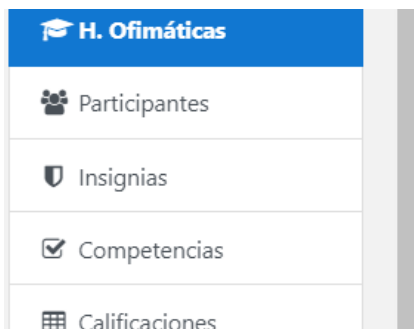 H. Ofimáticas
Participantes
Insignias
Competencias
Calificaciones